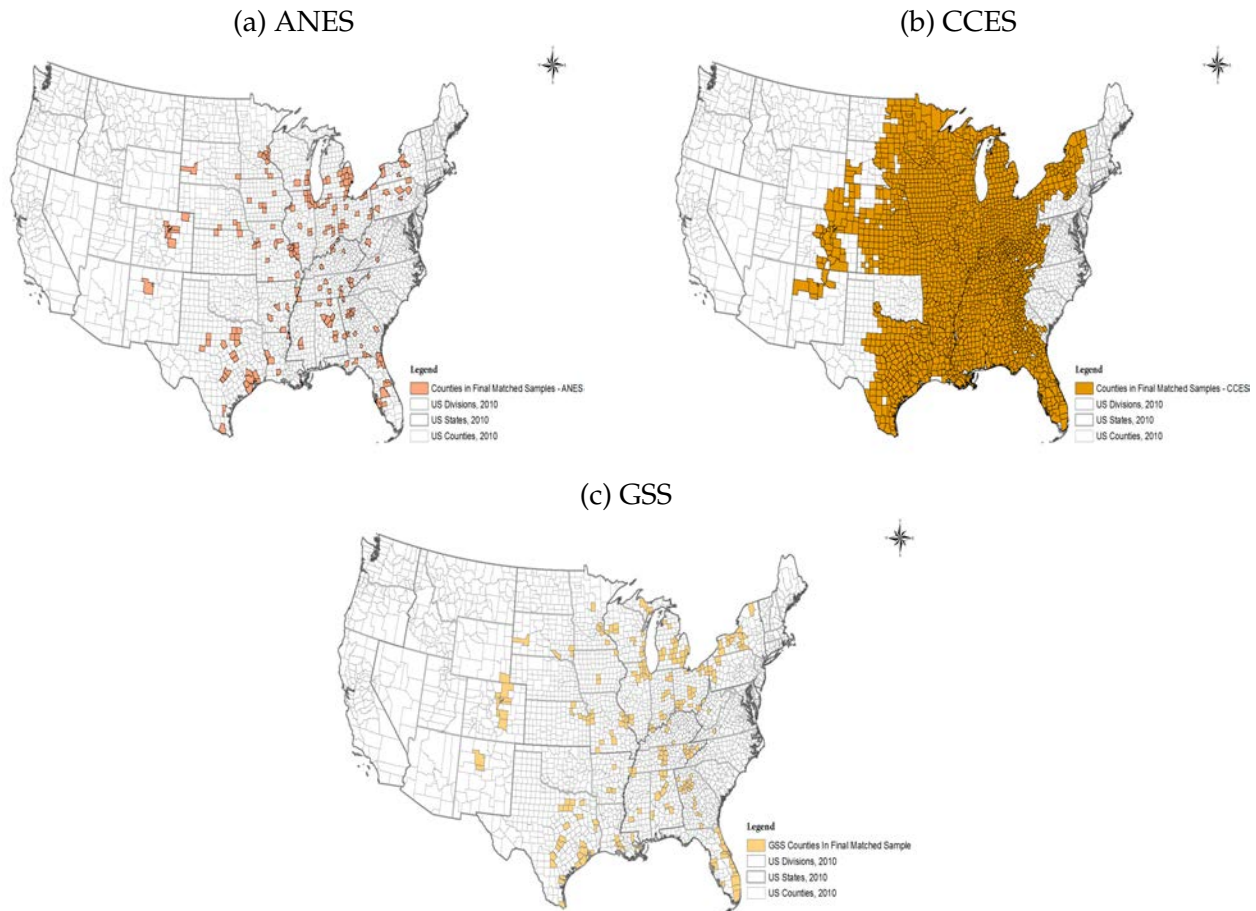 (a) ANES
(b) CCES
Legend
Counties in Final Matched Samples - ANES
US Divisions, 2010
US States, 2010
US Counties, 2010
Legend
Counties in Final Matched Samples - CCES
US Divisions, 2010
US States, 2010
US Counties, 2010
(c) GSS
Legend
GSS Counties In Final Matched Sample
US Divisions, 2010
US States, 2010
US Counties, 2010